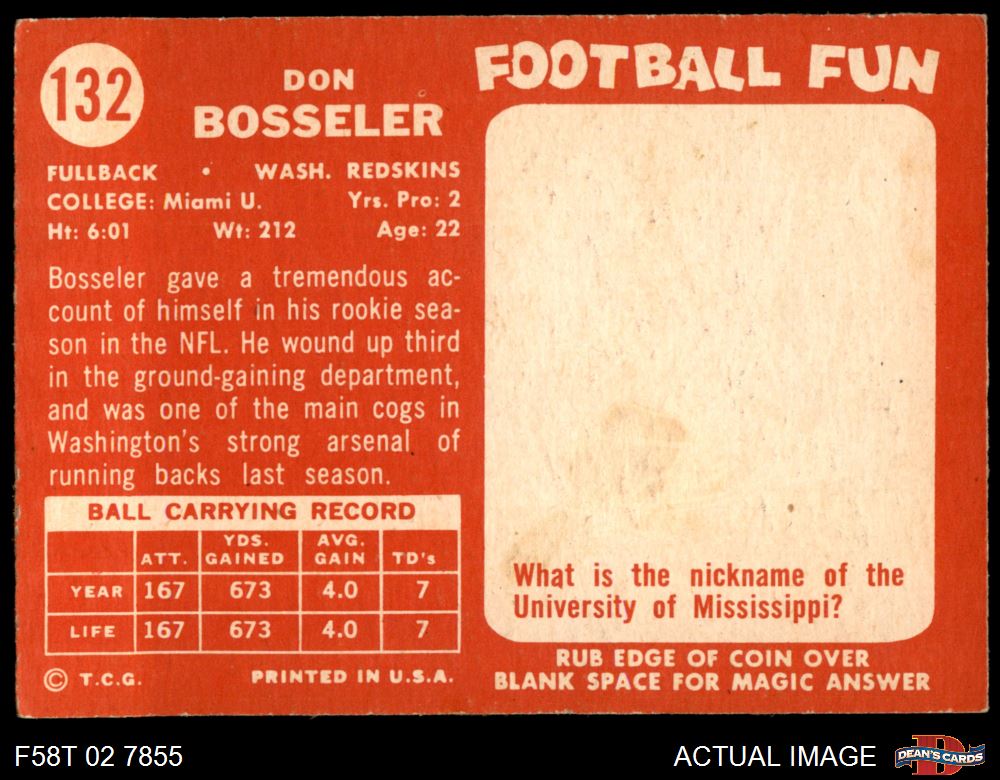 132
DON
BOSSELER
FULLBACK • WASH. REDSKINS
COLLEGE: Miami U. Yrs. Pro: 2
Ht: 6:01 Wt: 212 Age: 22
Bosseler gave a tremendous ac-
count of himself in his rookie sea-
son in the NFL. He wound up third
in the ground-gaining department,
and was one of the main cogs in
Washington's strong arsenal of
running backs last season.
BALL CARRYING RECORD
ATT. YDS. GAINED AVG. GAIN TD's
YEAR 167 673 4.0 7
LIFE 167 673 4.0 7
© T.C.G. PRINTED IN U.S.A.
FOOTBALL FUN
What is the nickname of the
University of Mississippi?
RUB EDGE OF COIN OVER
BLANK SPACE FOR MAGIC ANSWER
F58T 02 7855
ACTUAL IMAGE
DEAN'S CARDS